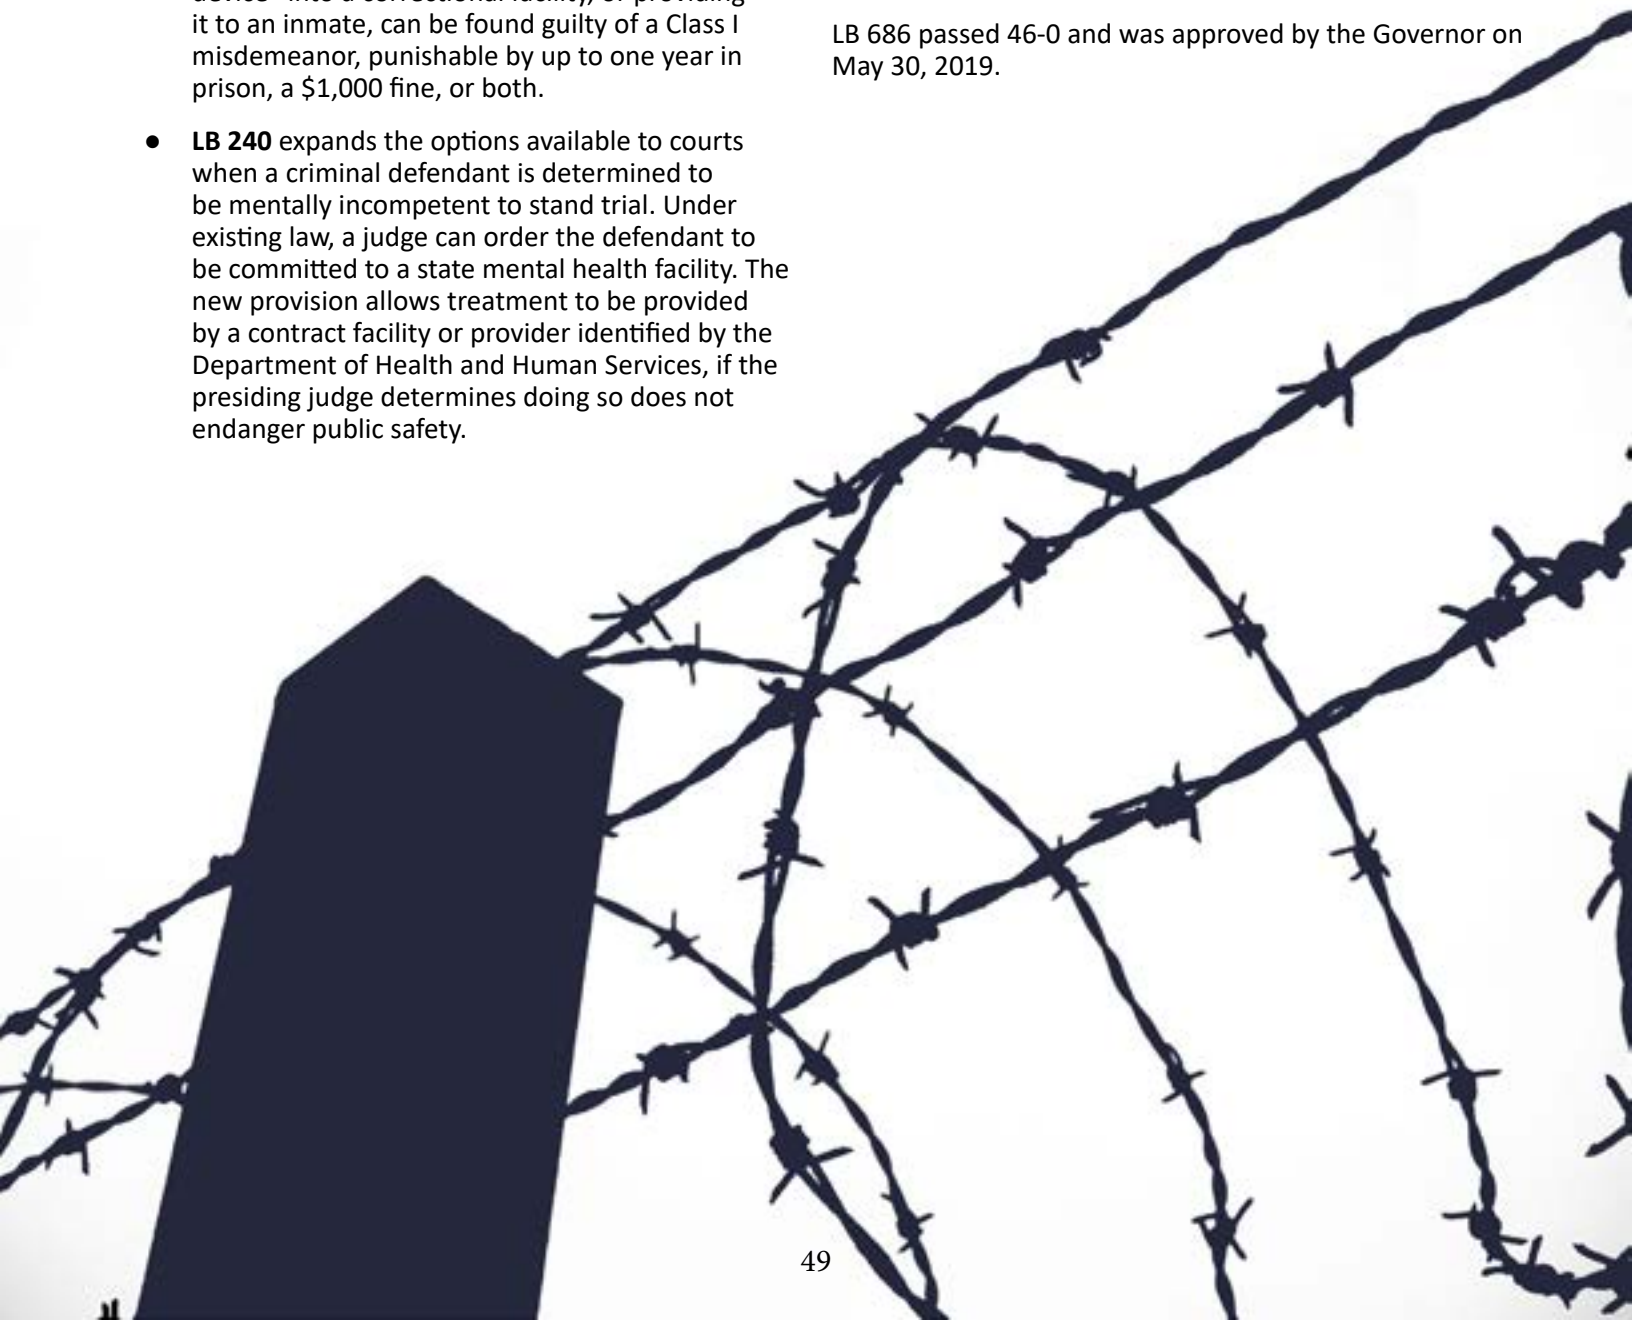 it to an inmate, can be found guilty of a Class I
misdemeanor, punishable by up to one year in
prison, a $1,000 fine, or both.
● LB 240 expands the options available to courts
when a criminal defendant is determined to
be mentally incompetent to stand trial. Under
existing law, a judge can order the defendant to
be committed to a state mental health facility. The
new provision allows treatment to be provided
by a contract facility or provider identified by the
Department of Health and Human Services, if the
presiding judge determines doing so does not
endanger public safety.
LB 686 passed 46-0 and was approved by the Governor on
May 30, 2019.
49